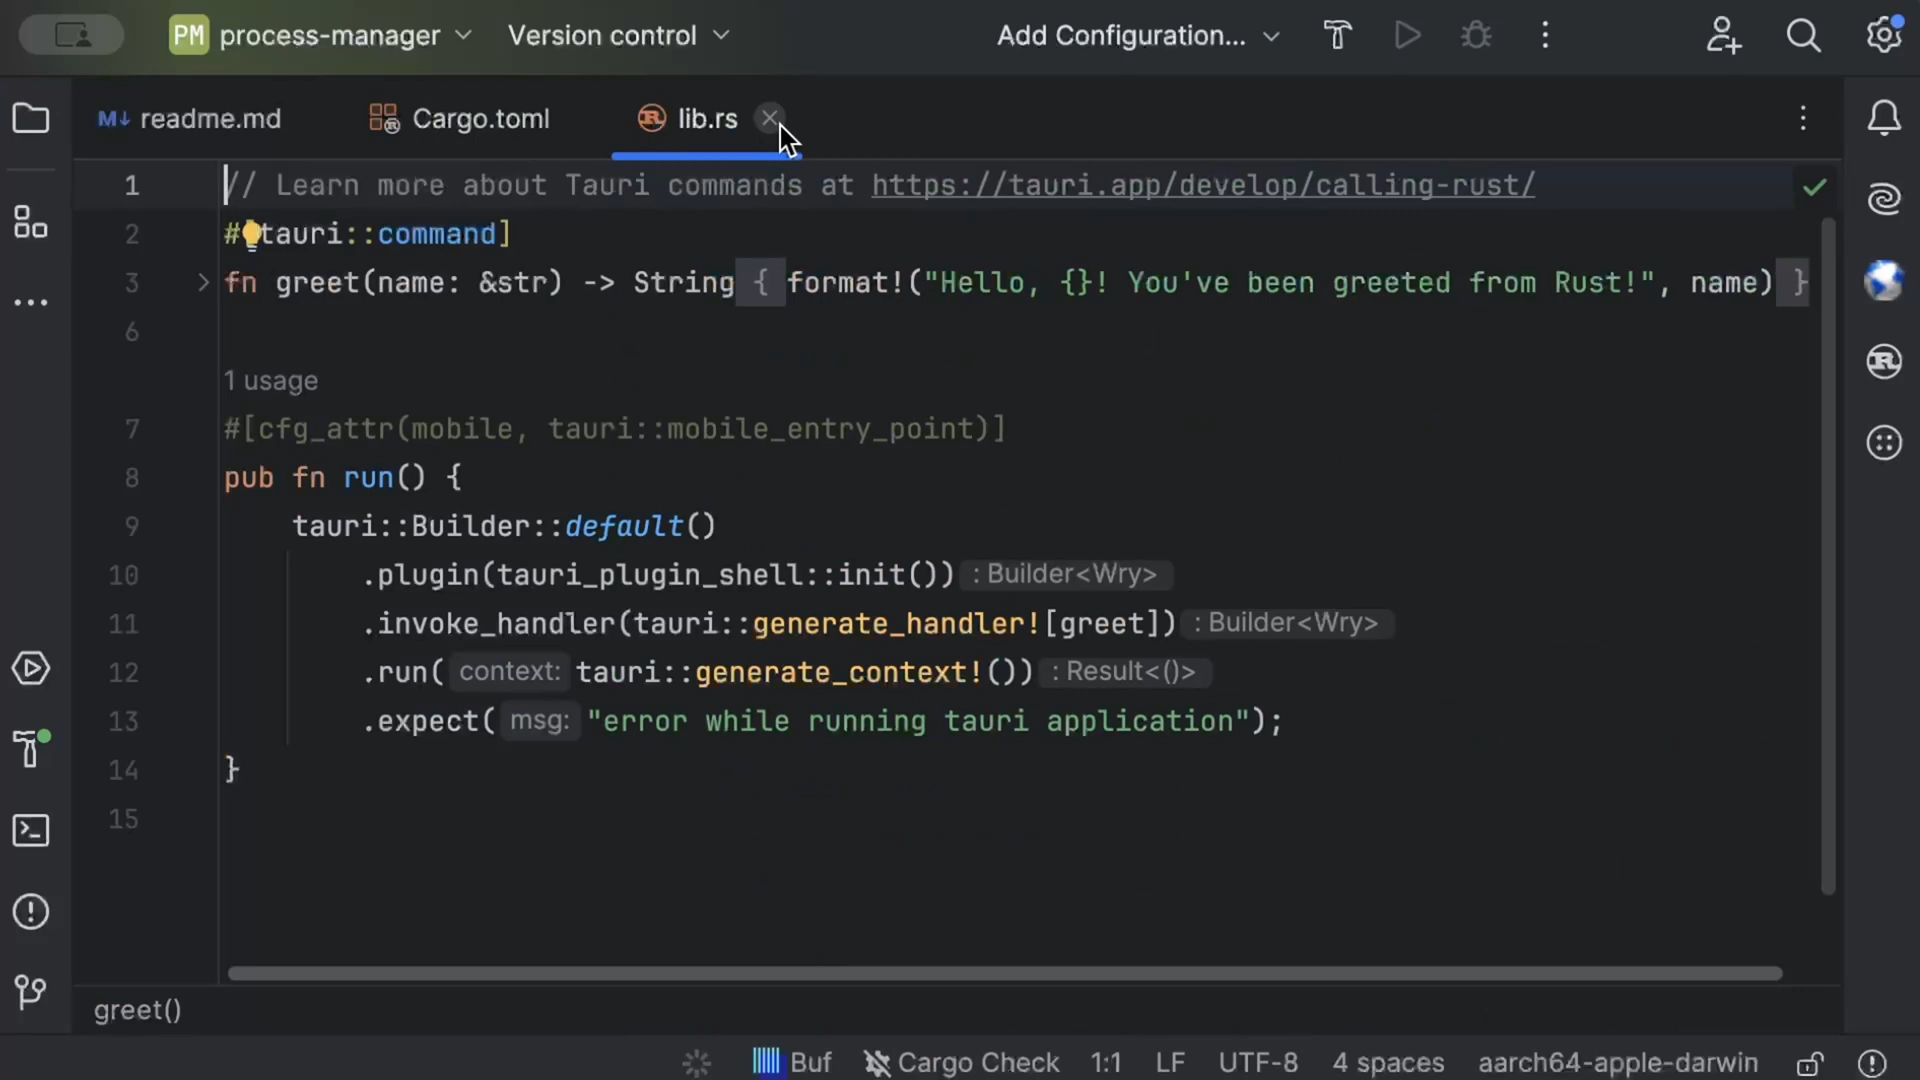 PM process-manager Version control Add Configuration...
M↓ readme.md Cargo.toml lib.rs
1 // Learn more about Tauri commands at https://tauri.app/develop/calling-rust/
2 #[tauri::command]
3 fn greet(name: &str) -> String { format!("Hello, {}! You've been greeted from Rust!", name) }
6
1 usage
7 #[cfg_attr(mobile, tauri::mobile_entry_point)]
8 pub fn run() {
9 tauri::Builder::default()
10 .plugin(tauri_plugin_shell::init()) : Builder<Wry>
11 .invoke_handler(tauri::generate_handler![greet]) : Builder<Wry>
12 .run( context: tauri::generate_context!()) : Result<()>
13 .expect( msg: "error while running tauri application");
14 }
15
greet()
Buf Cargo Check 1:1 LF UTF-8 4 spaces aarch64-apple-darwin